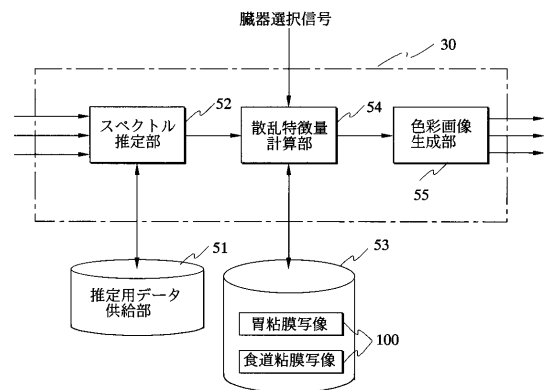 臓器選択信号
30
52
スペクトル
推定部
54
散乱特徴量
計算部
色彩画像
生成部
55
51
推定用データ
供給部
53
胃粘膜写像
食道粘膜写像
100